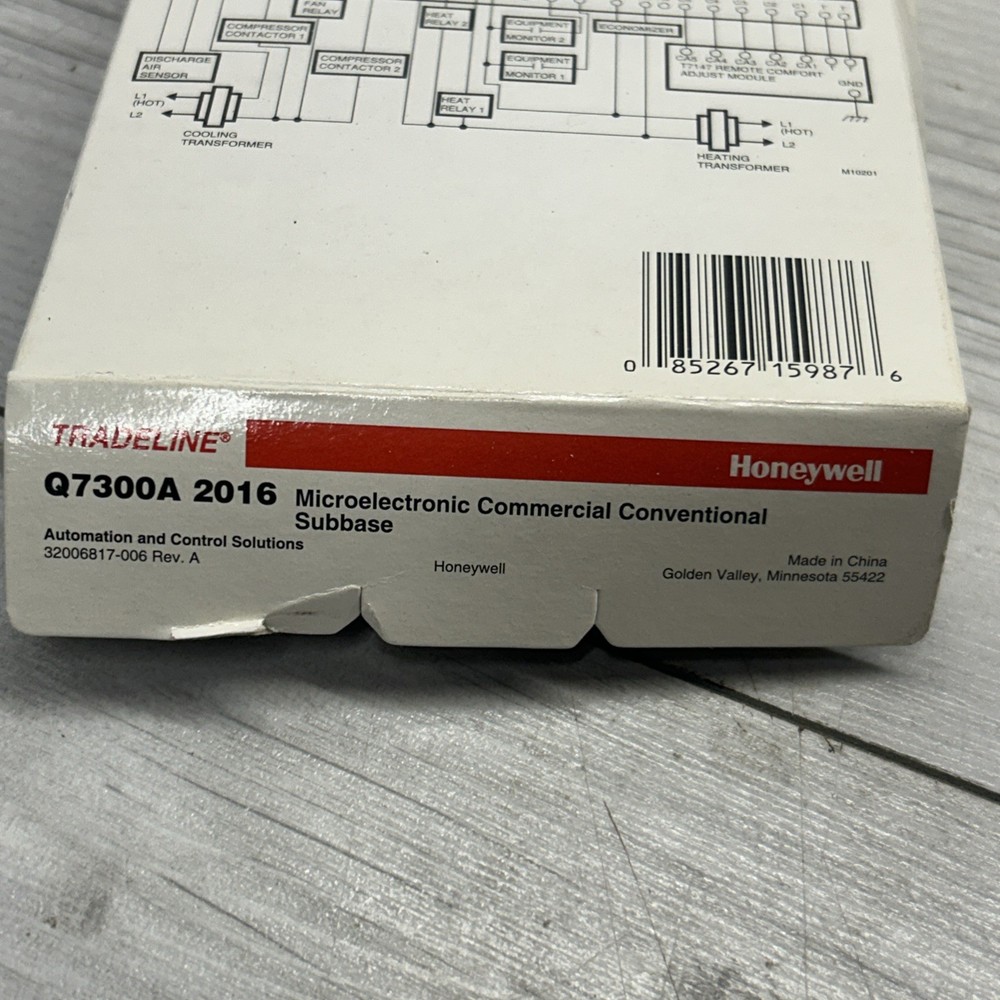 FAN
RELAY
HEAT
RELAY 2
COMPRESSOR
CONTACTOR 1
EQUIPMENT
MONITOR 2
ECONOMIZER
DISCHARGE
AIR
SENSOR
COMPRESSOR
CONTACTOR 2
EQUIPMENT
MONITOR 1
CA5 CA4 CA3 CA2 CA1
T7147 REMOTE COMFORT
ADJUST MODULE
GND
L1
(HOT)
L2
HEAT
RELAY 1
L1
(HOT)
L2
COOLING
TRANSFORMER
HEATING
TRANSFORMER
M10201
0 85267 15987 6
TRADELINE®
Honeywell
Q7300A 2016 Microelectronic Commercial Conventional
Subbase
Automation and Control Solutions
32006817-006 Rev. A
Honeywell
Made in China
Golden Valley, Minnesota 55422